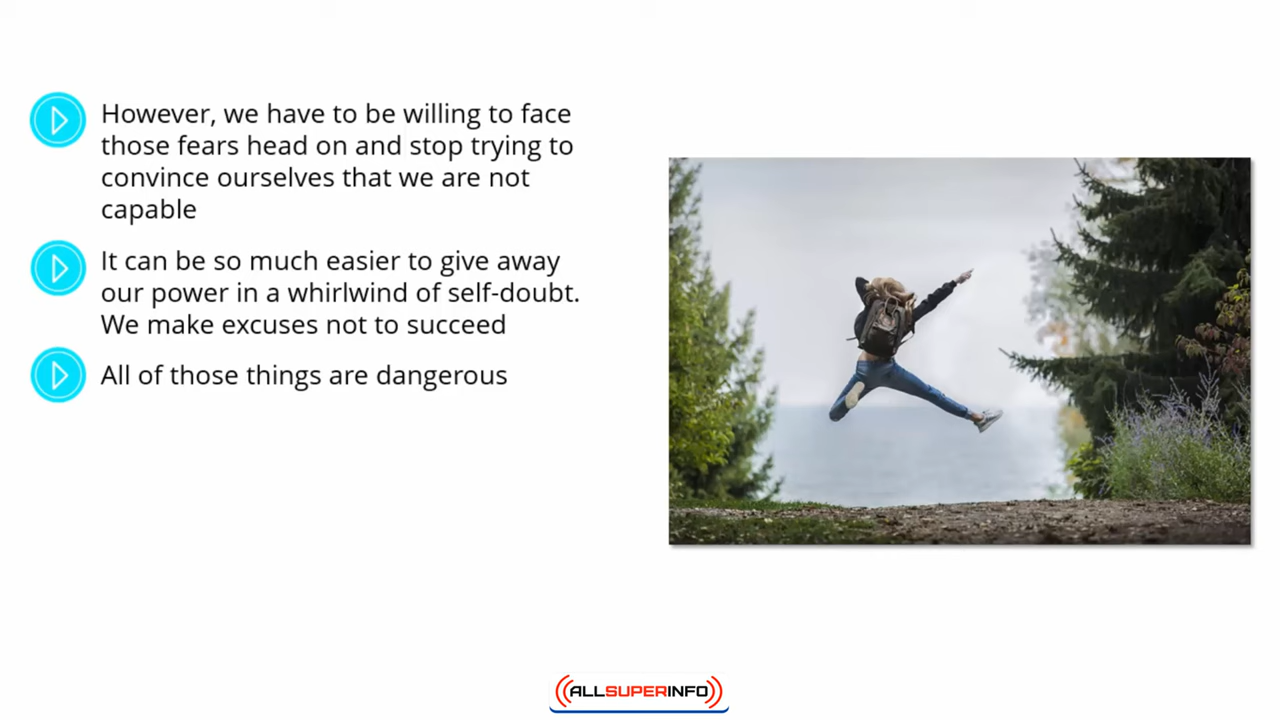 However, we have to be willing to face
those fears head on and stop trying to
convince ourselves that we are not
capable
It can be so much easier to give away
our power in a whirlwind of self-doubt.
We make excuses not to succeed
All of those things are dangerous
ALLSUPERINFO